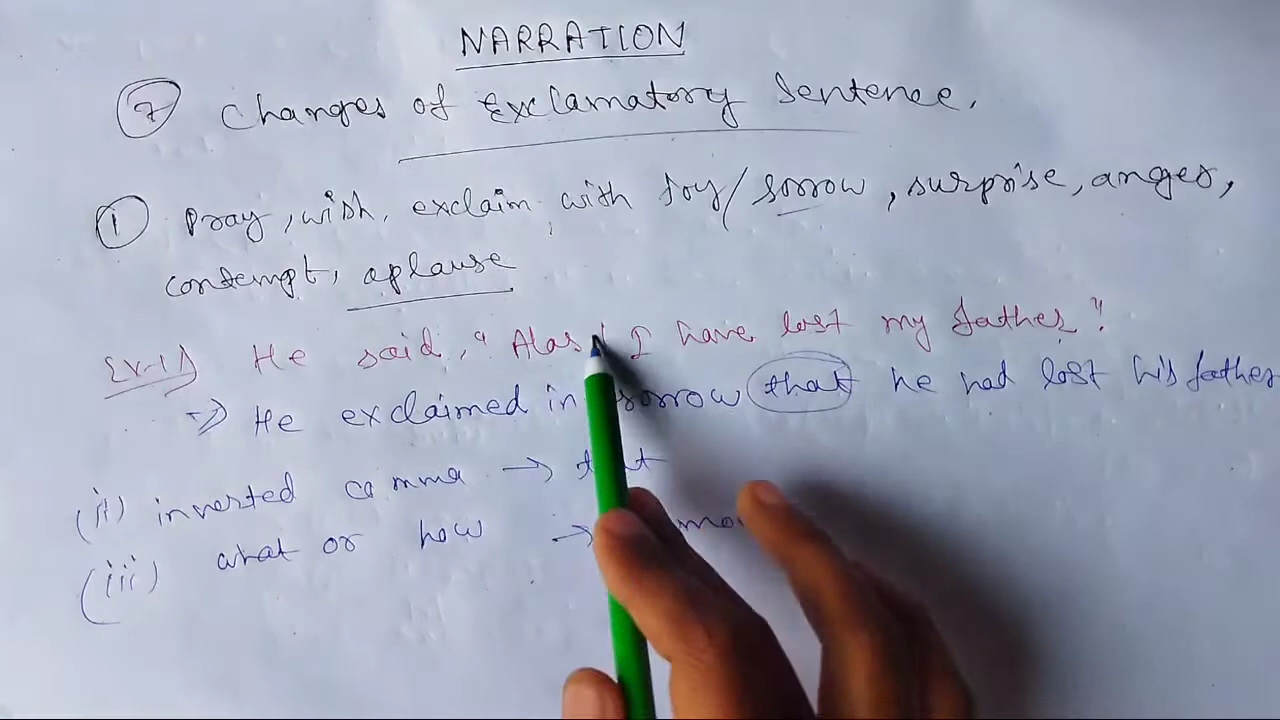 NARRATION
7 Changes of Exclamatory Sentence.
1 Pray, wish, exclaim with Joy/sorrow, surprise, anger,
contempt, aplause
Ex-1) He said, "Alas! I have lost my father".
=> He exclaimed in sorrow that he had lost his father
(ii) inverted comma → that
(iii) what or how →